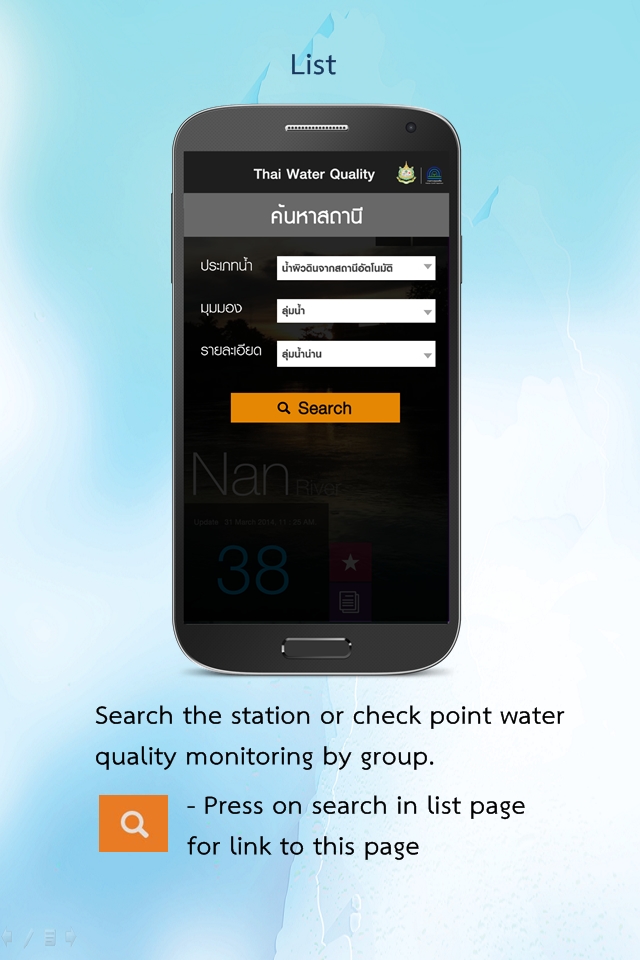 List
Thai Water Quality
ค้นหาสถานี
ประเภทน้ำ
น้ำผิวดินจากสถานีอัตโนมัติ
มุมมอง
ลุ่มน้ำ
รายละเอียด
ลุ่มน้ำน่าน
Search
Nan River
Update 31 March 2014, 11 : 25 AM
38
Search the station or check point water
quality monitoring by group.
- Press on search in list page
for link to this page